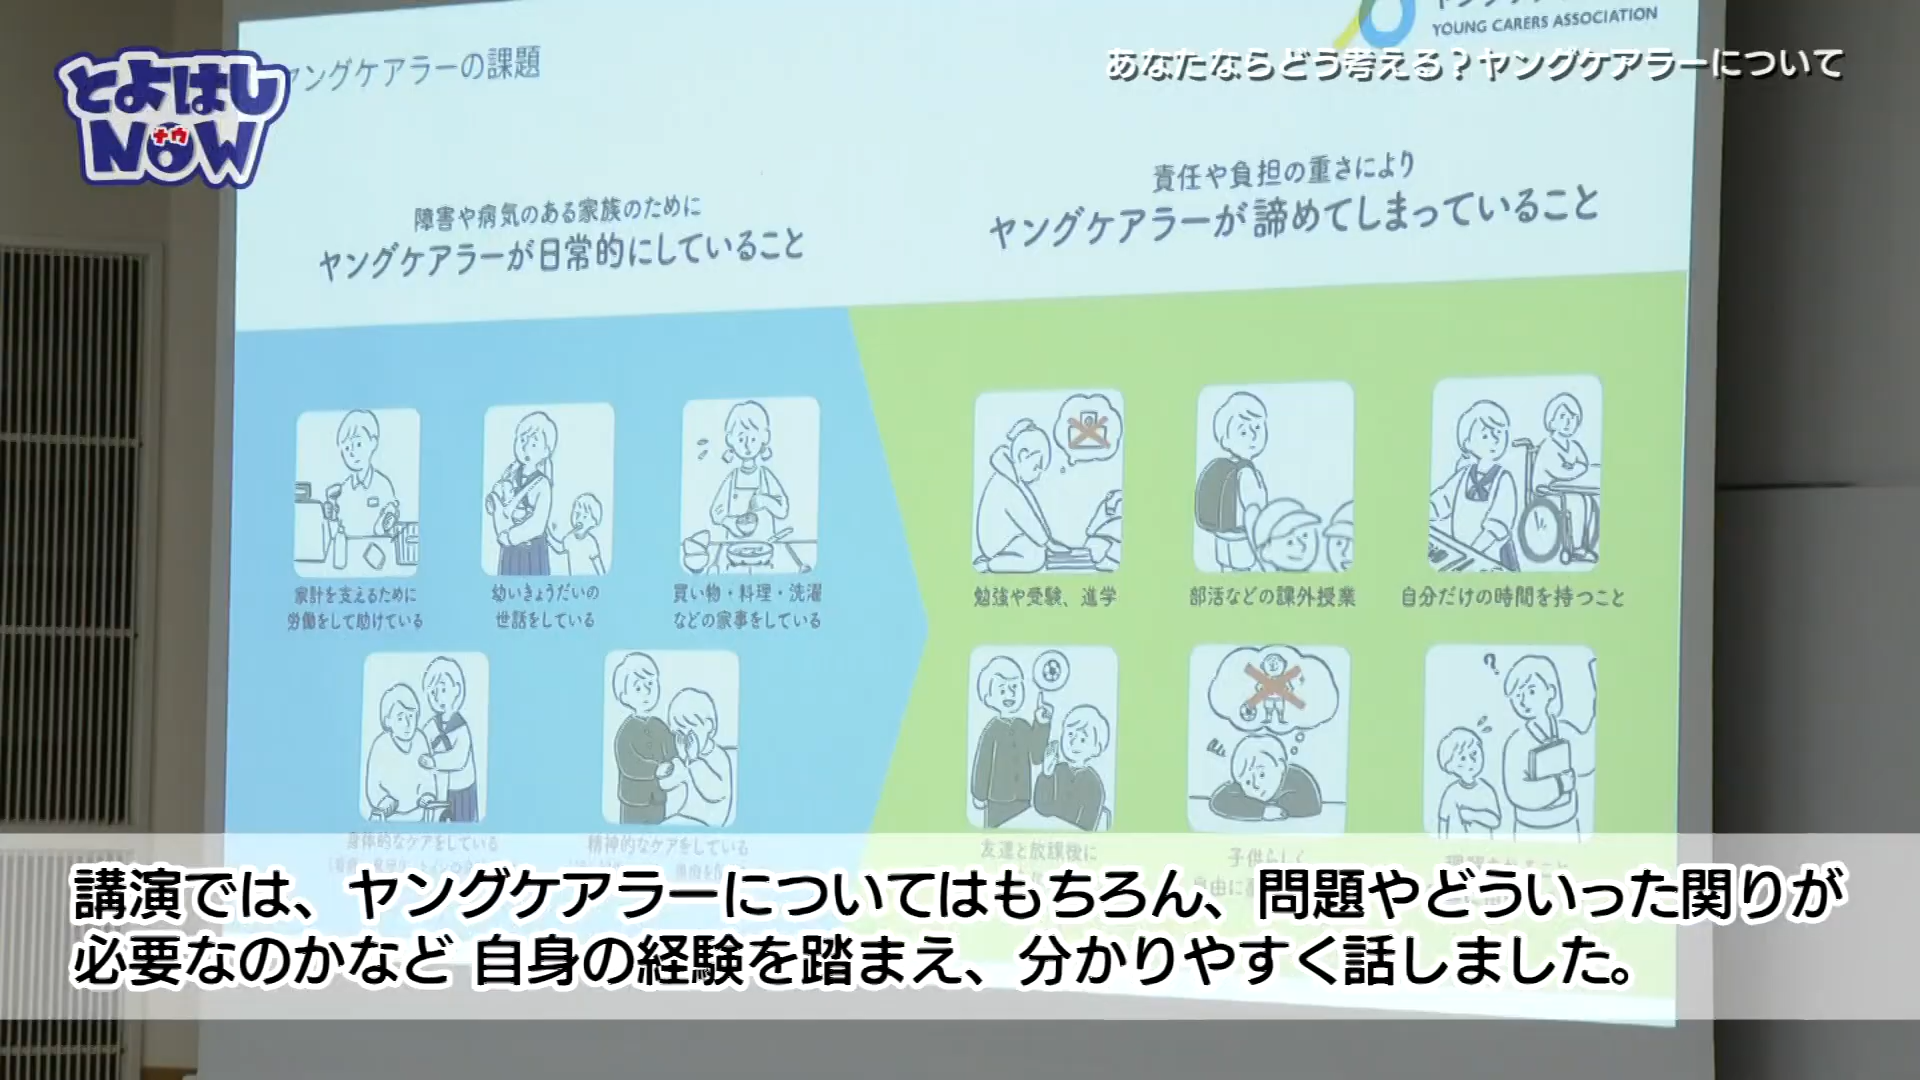 とよはし
ナウ
NOW
ヤングケアラーの課題
YOUNG CARERS ASSOCIATION
あなたならどう考える？ヤングケアラーについて
障害や病気のある家族のために
ヤングケアラーが日常的にしていること
責任や負担の重さにより
ヤングケアラーが諦めてしまっていること
家計を支えるために
労働をして助けている
幼いきょうだいの
世話をしている
買い物・料理・洗濯
などの家事をしている
勉強や受験、進学
部活などの課外授業
自分だけの時間を持つこと
身体的なケアをしている
精神的なケアをしている
友達と放課後に
子供らしく
自由に
講演では、ヤングケアラーについてはもちろん、問題やどういった関りが
必要なのかなど 自身の経験を踏まえ、分かりやすく話しました。